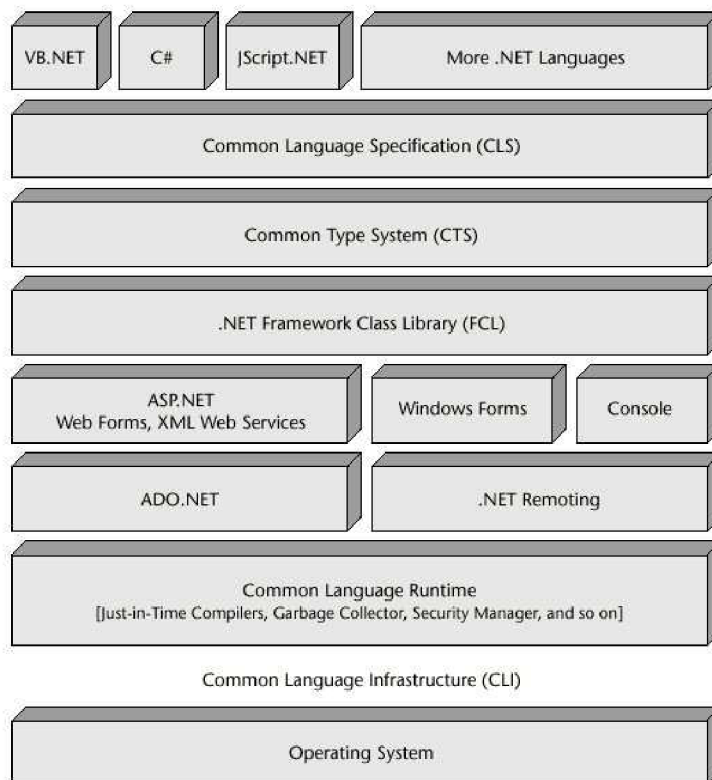 VB.NET
C#
JScript.NET
More .NET Languages
Common Language Specification (CLS)
Common Type System (CTS)
.NET Framework Class Library (FCL)
ASP.NET
Web Forms, XML Web Services
Windows Forms
Console
ADO.NET
.NET Remoting
Common Language Runtime
[Just-in-Time Compilers, Garbage Collector, Security Manager, and so on]
Common Language Infrastructure (CLI)
Operating System